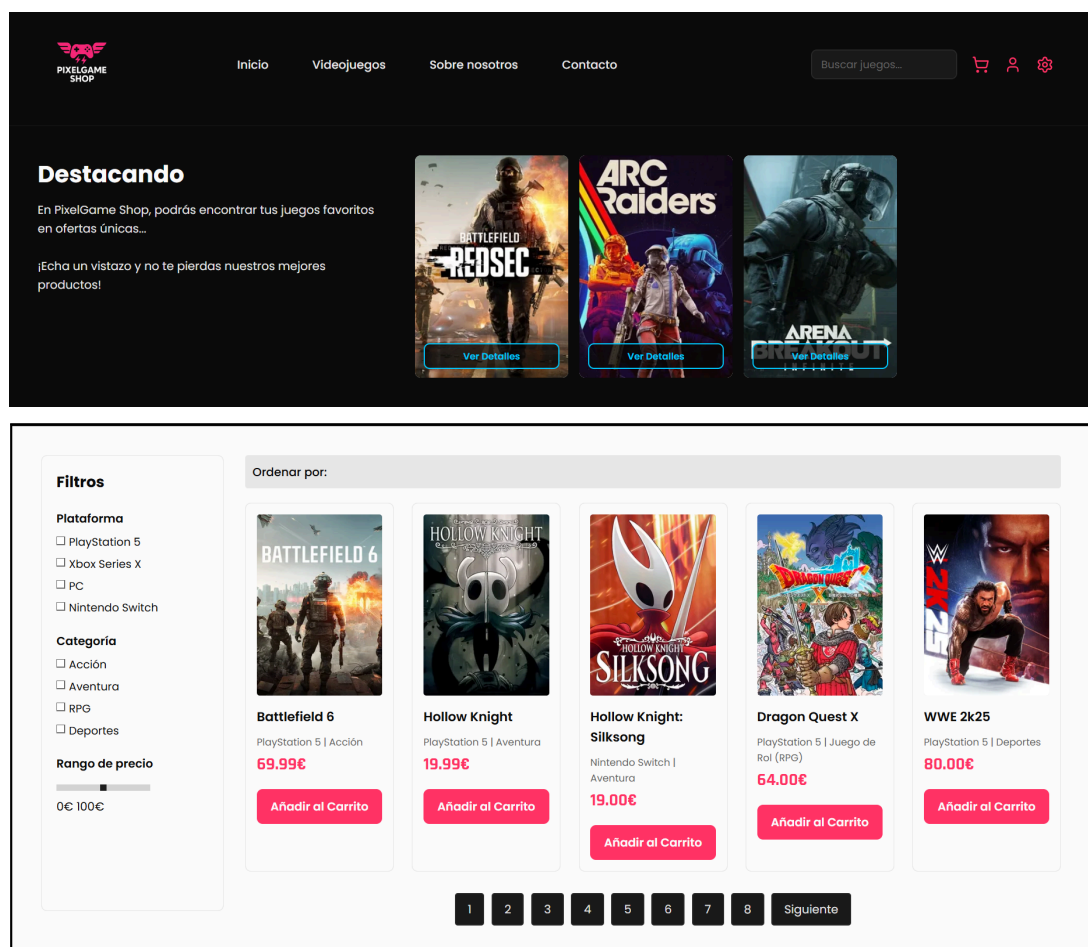 PIXELGAME
SHOP
Inicio
Videojuegos
Sobre nosotros
Contacto
Buscar juegos...
Destacando
En PixelGame Shop, podrás encontrar tus juegos favoritos
en ofertas únicas...
¡Echa un vistazo y no te pierdas nuestros mejores
productos!
BATTLEFIELD
REDSEC
Ver Detalles
ARC
Raiders
Ver Detalles
ARENA
BREAKOUT
INFINITE
Ver Detalles
Filtros
Plataforma
PlayStation 5
Xbox Series X
PC
Nintendo Switch
Categoría
Acción
Aventura
RPG
Deportes
Rango de precio
0€ 100€
Ordenar por:
BATTLEFIELD 6
Battlefield 6
PlayStation 5 | Acción
69.99€
Añadir al Carrito
HOLLOW KNIGHT
Hollow Knight
PlayStation 5 | Aventura
19.99€
Añadir al Carrito
HOLLOW KNIGHT
SILKSONG
Hollow Knight:
Silksong
Nintendo Switch |
Aventura
19.00€
Añadir al Carrito
DRAGON QUEST
X
Dragon Quest X
PlayStation 5 | Juego de
Rol (RPG)
64.00€
Añadir al Carrito
W
2K25
WWE 2k25
PlayStation 5 | Deportes
80.00€
Añadir al Carrito
1
2
3
4
5
6
7
8
Siguiente